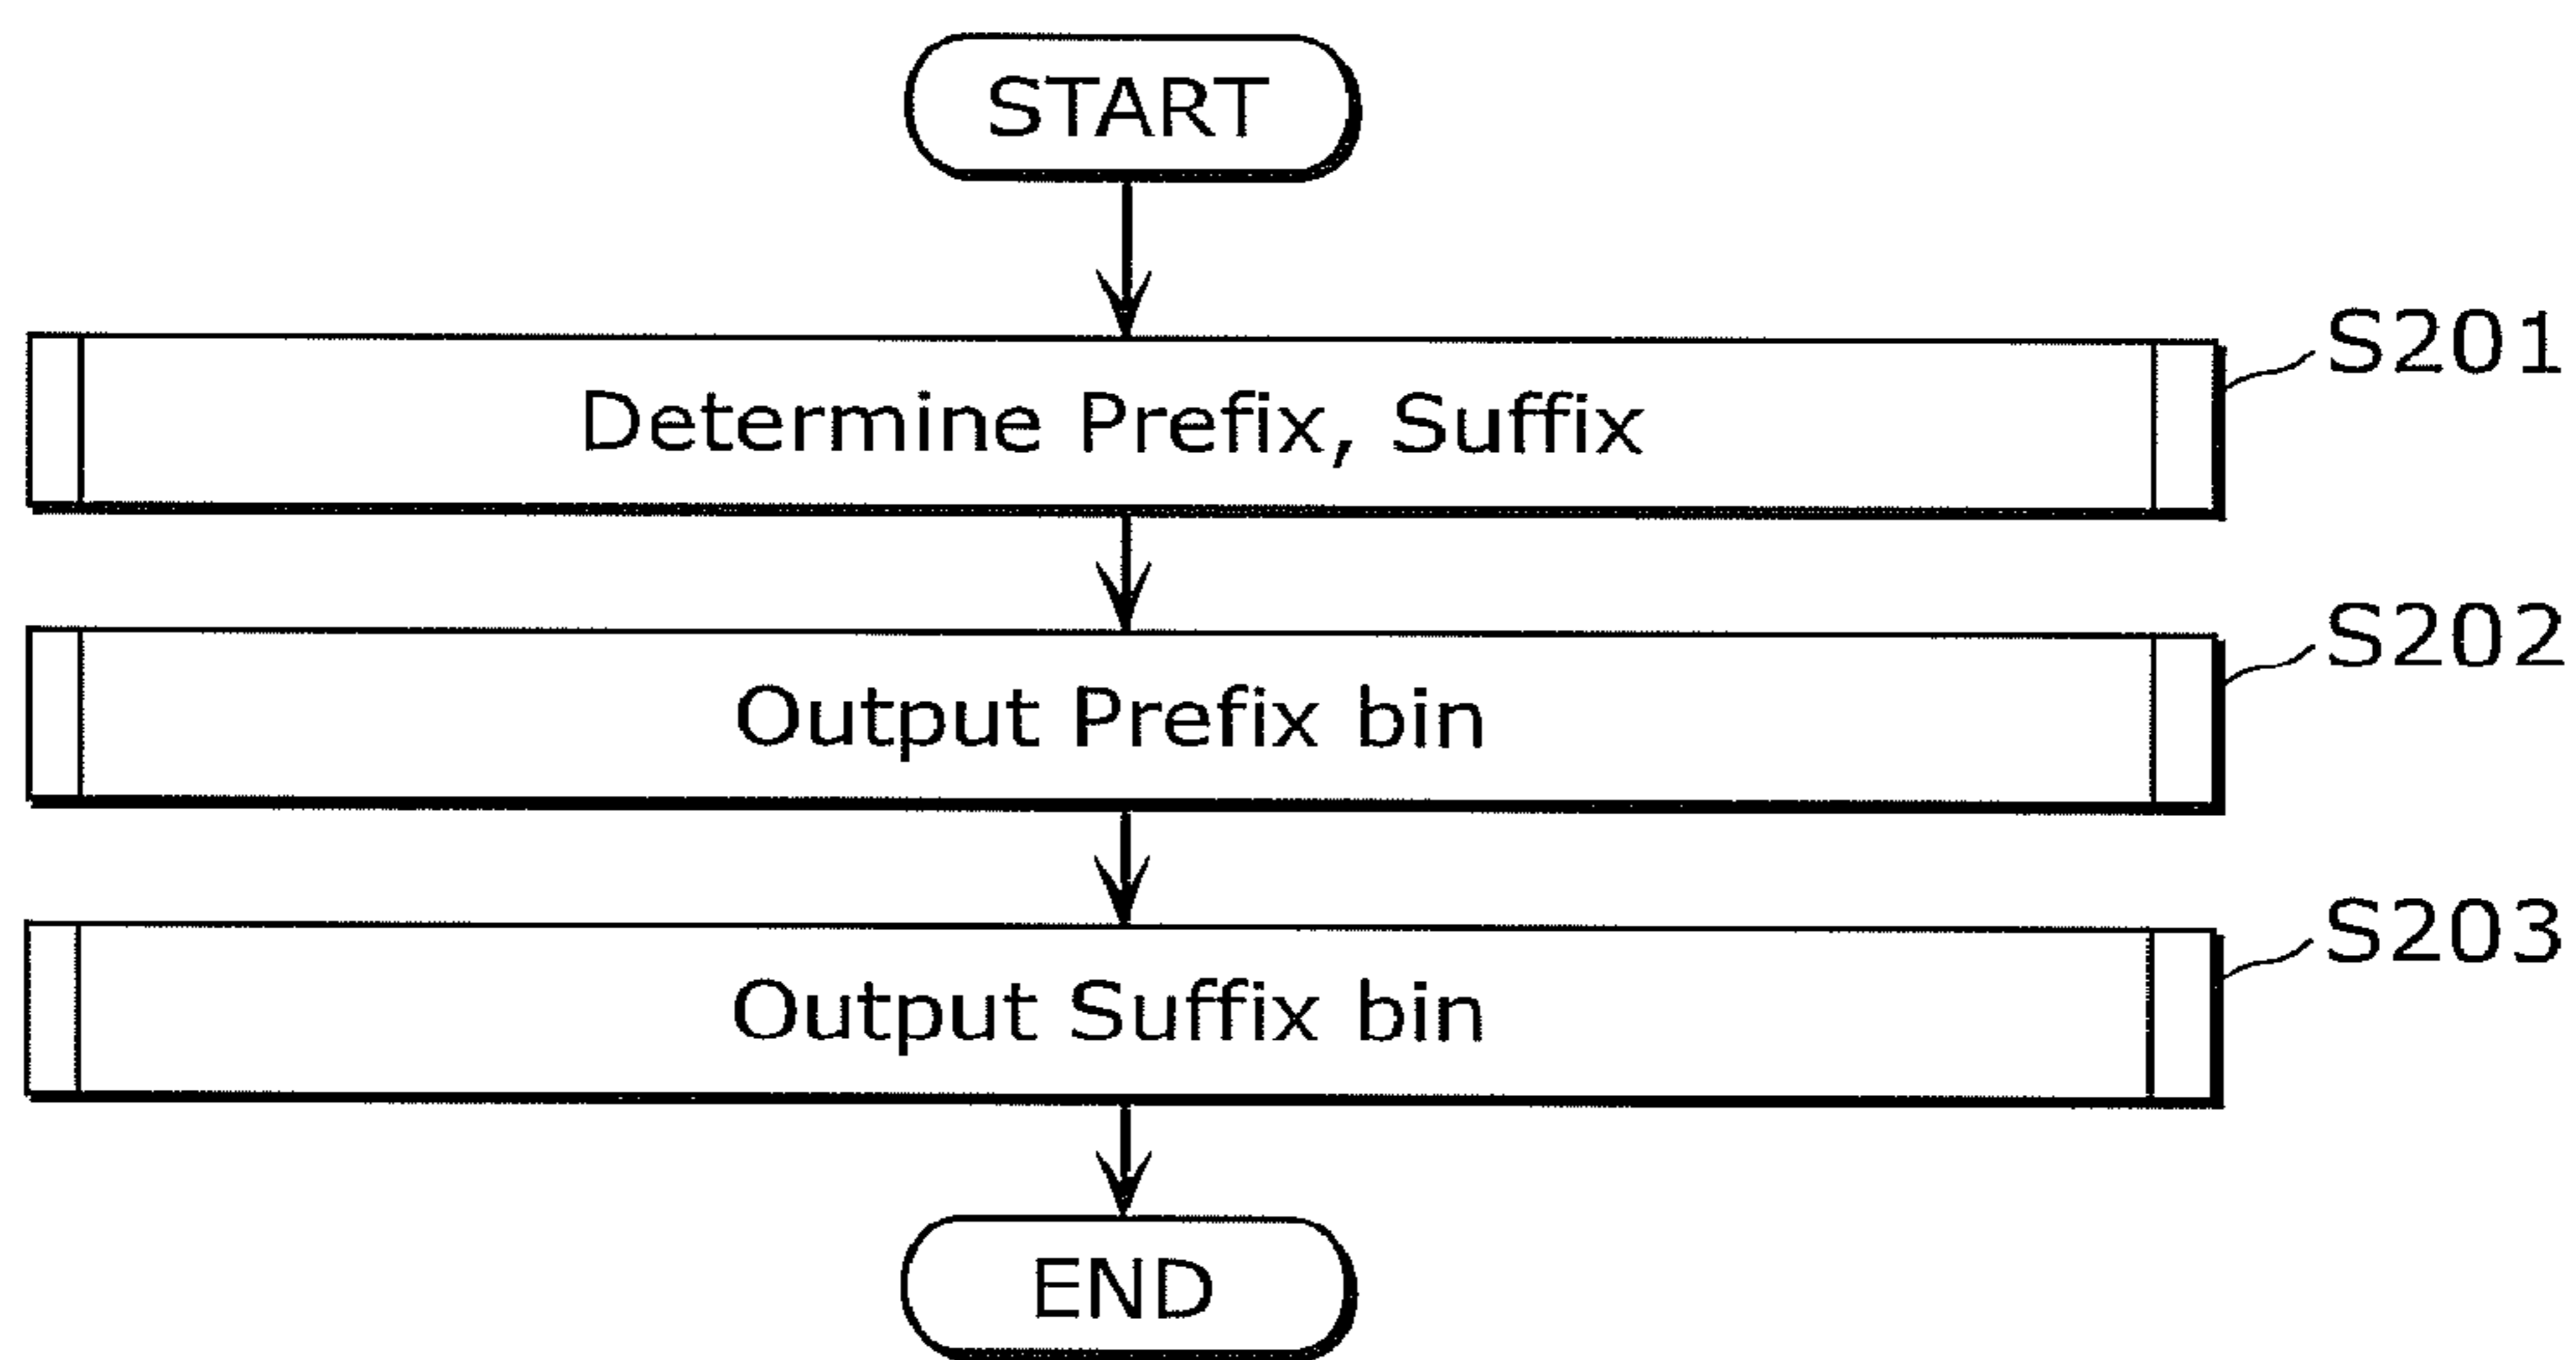 START
Determine Prefix, Suffix
S201
Output Prefix bin
S202
Output Suffix bin
S203
END